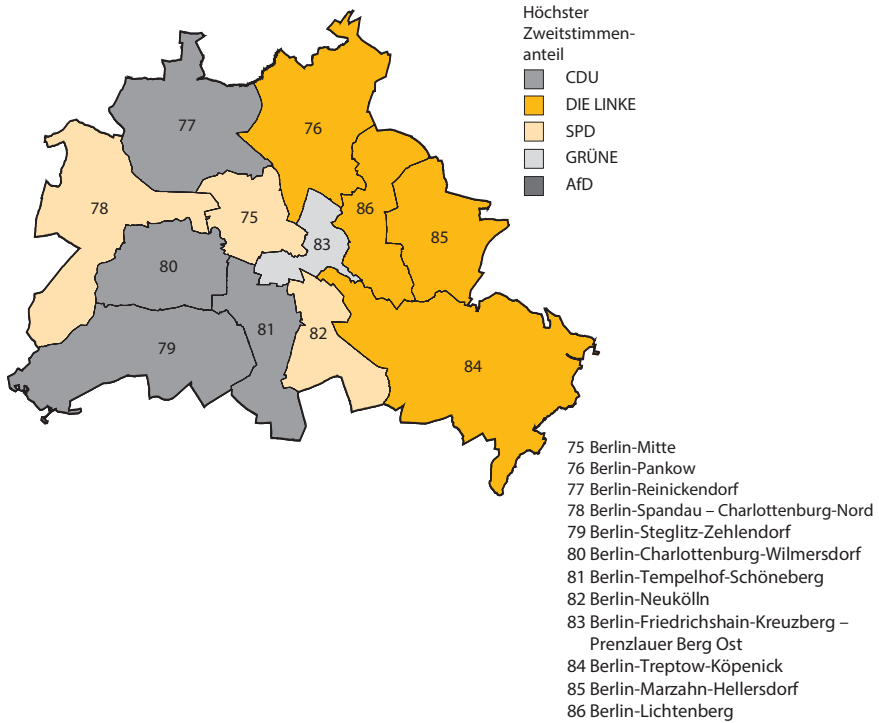 Höchster
Zweitstimmen-
anteil
CDU
DIE LINKE
SPD
GRÜNE
AfD
77
76
78
75
86
83
85
80
81
82
79
84
75 Berlin-Mitte
76 Berlin-Pankow
77 Berlin-Reinickendorf
78 Berlin-Spandau – Charlottenburg-Nord
79 Berlin-Steglitz-Zehlendorf
80 Berlin-Charlottenburg-Wilmersdorf
81 Berlin-Tempelhof-Schöneberg
82 Berlin-Neukölln
83 Berlin-Friedrichshain-Kreuzberg –
Prenzlauer Berg Ost
84 Berlin-Treptow-Köpenick
85 Berlin-Marzahn-Hellersdorf
86 Berlin-Lichtenberg